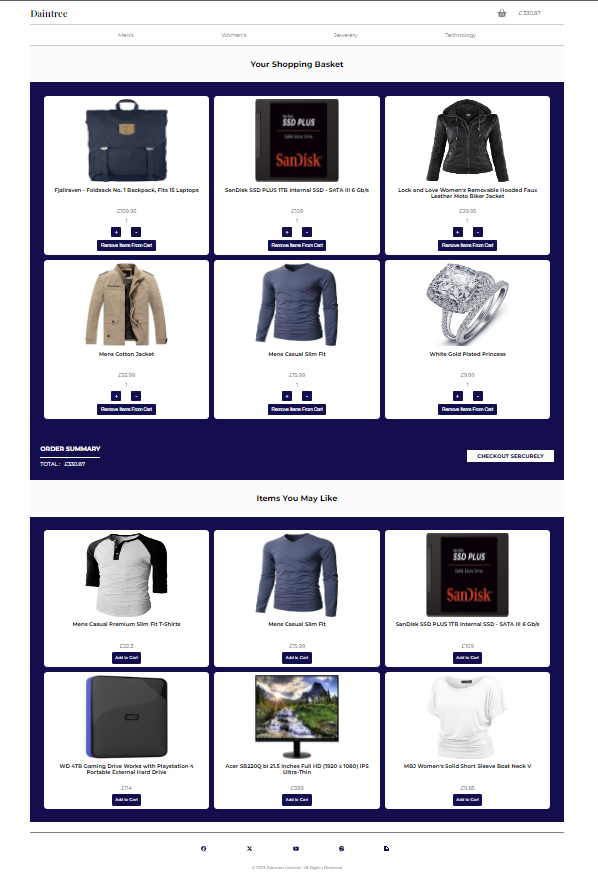 Daintree
£ 330.87
Men's Women's Jewelery Technology
Your Shopping Basket
Fjallraven - Foldsack No. 1 Backpack, Fits 15 Laptops
£109.95
1
+ -
Remove Items From Cart
SanDisk SSD PLUS 1TB Internal SSD - SATA III 6 Gb/s
£109
1
+ -
Remove Items From Cart
Lock and Love Women's Removable Hooded Faux
Leather Moto Biker Jacket
£29.95
1
+ -
Remove Items From Cart
Mens Cotton Jacket
£55.99
1
+ -
Remove Items From Cart
Mens Casual Slim Fit
£15.99
1
+ -
Remove Items From Cart
White Gold Plated Princess
£9.99
1
+ -
Remove Items From Cart
SSD PLUS
SanDisk
ORDER SUMMARY
TOTAL : £330.87
CHECKOUT SERCURELY
Items You May Like
Mens Casual Premium Slim Fit T-Shirts
£22.3
Add to Cart
Mens Casual Slim Fit
£15.99
Add to Cart
SSD PLUS
SanDisk
SanDisk SSD PLUS 1TB Internal SSD - SATA III 6 Gb/s
£109
Add to Cart
WD 4TB Gaming Drive Works with Playstation 4
Portable External Hard Drive
£114
Add to Cart
Acer SB220Q bi 21.5 inches Full HD (1920 x 1080) IPS
Ultra-Thin
£599
Add to Cart
MBJ Women's Solid Short Sleeve Boat Neck V
£9.85
Add to Cart